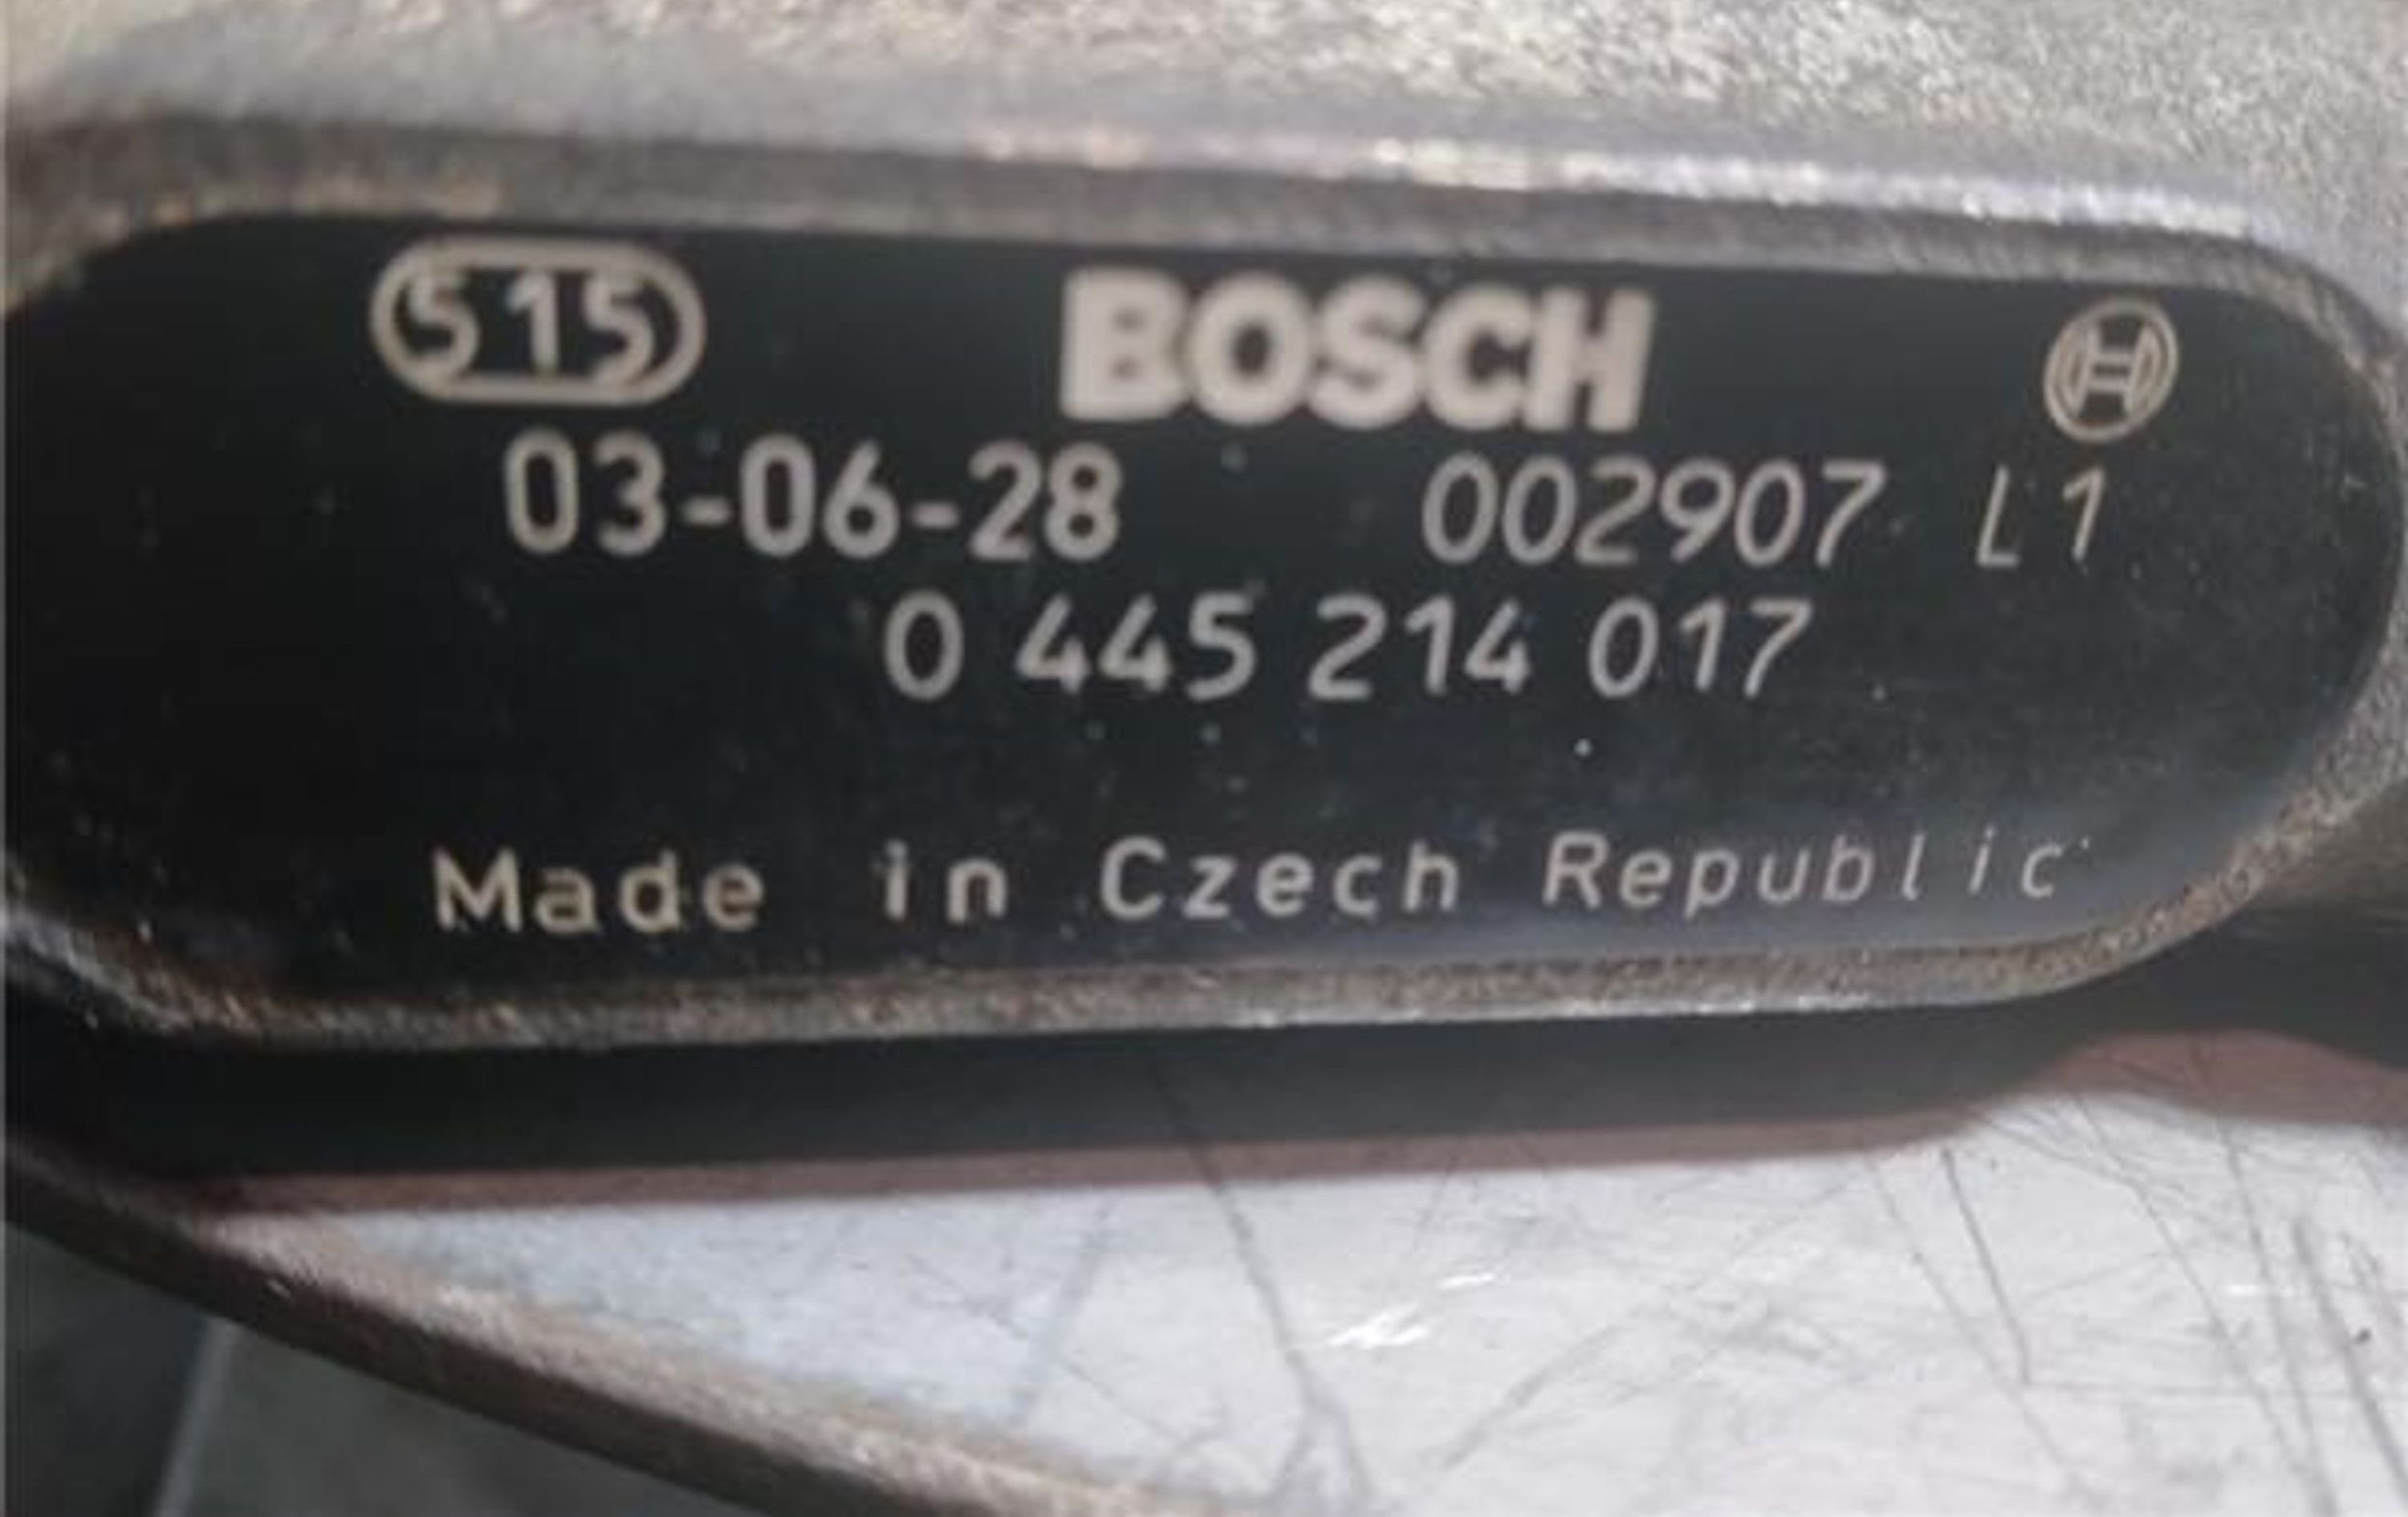 515 BOSCH
03-06-28 002907 L1
0 445 214 017
Made in Czech Republic